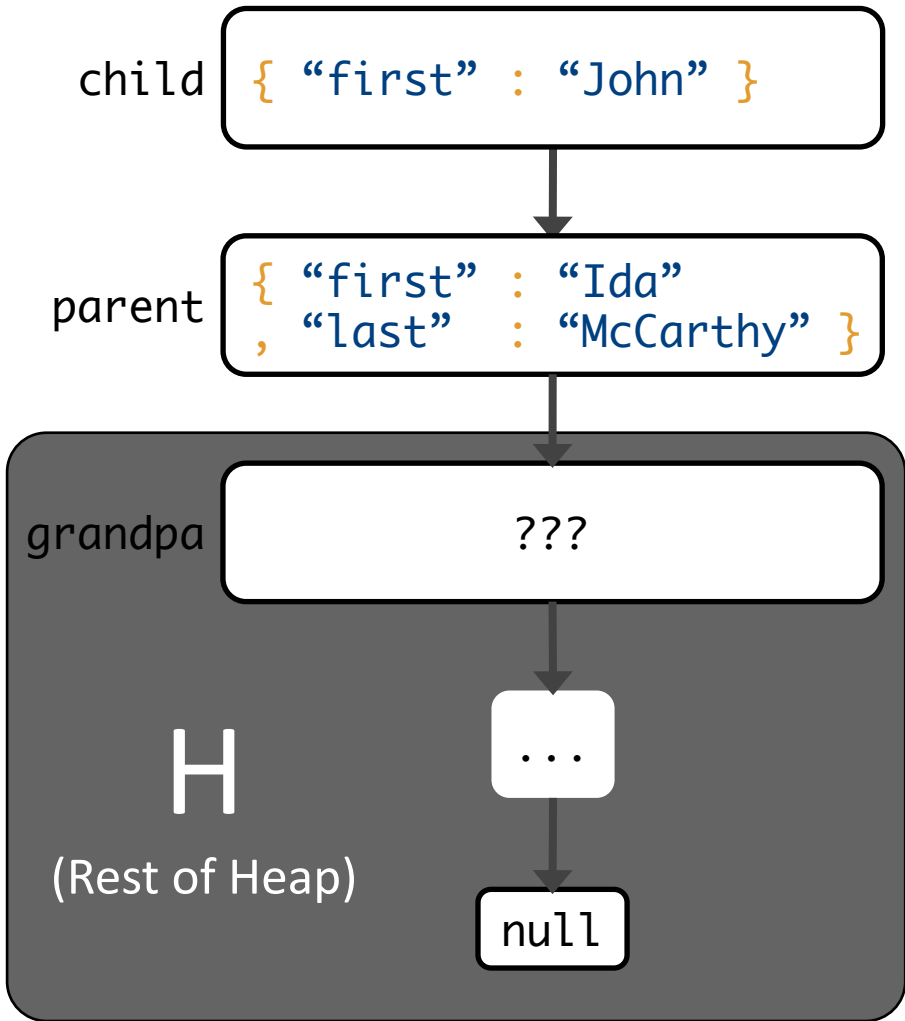 child { “first” : “John” }
parent
{ “first” : “Ida”
, “last” : “McCarthy” }
grandpa ???
...
H
(Rest of Heap)
null